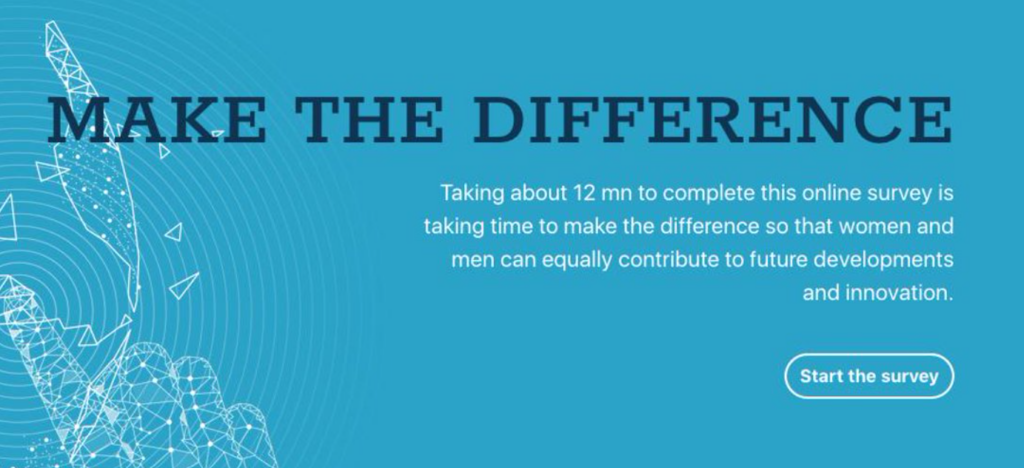 MAKE THE DIFFERENCE
Taking about 12 mn to complete this online survey is
taking time to make the difference so that women and
men can equally contribute to future developments
and innovation.
Start the survey